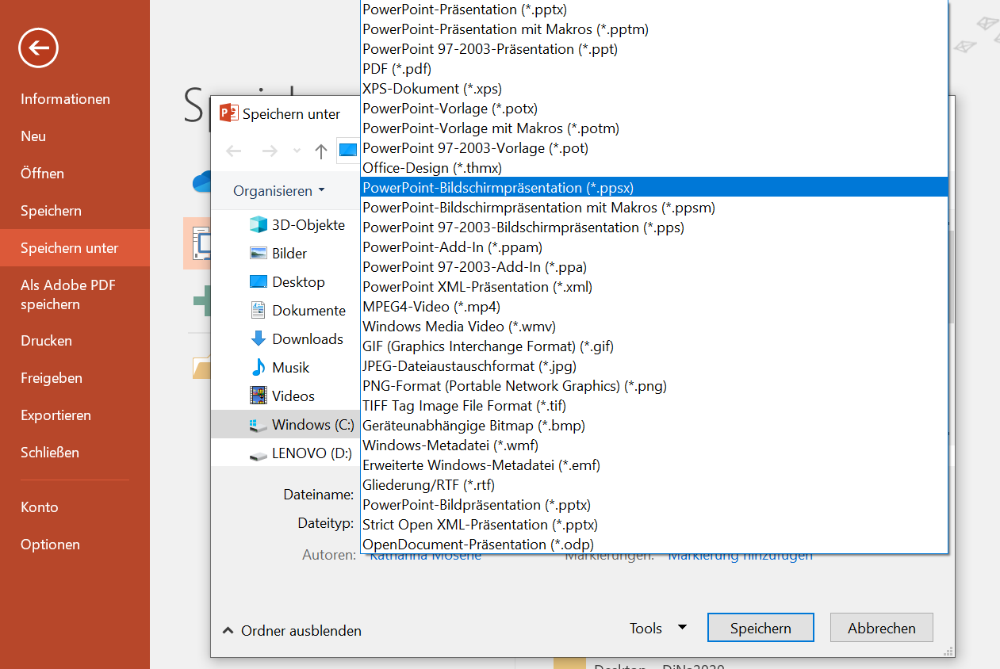 Informationen
Neu
Öffnen
Speichern
Speichern unter
Als Adobe PDF
speichern
Drucken
Freigeben
Exportieren
Schließen
Konto
Optionen
Speichern unter
Organisieren
3D-Objekte
Bilder
Desktop
Dokumente
Downloads
Musik
Videos
Windows (C:)
LENOVO (D:)
PowerPoint-Präsentation (*.pptx)
PowerPoint-Präsentation mit Makros (*.pptm)
PowerPoint 97-2003-Präsentation (*.ppt)
PDF (*.pdf)
XPS-Dokument (*.xps)
PowerPoint-Vorlage (*.potx)
PowerPoint-Vorlage mit Makros (*.potm)
PowerPoint 97-2003-Vorlage (*.pot)
Office-Design (*.thmx)
PowerPoint-Bildschirmpräsentation (*.ppsx)
PowerPoint-Bildschirmpräsentation mit Makros (*.ppsm)
PowerPoint 97-2003-Bildschirmpräsentation (*.pps)
PowerPoint-Add-In (*.ppam)
PowerPoint 97-2003-Add-In (*.ppa)
PowerPoint XML-Präsentation (*.xml)
MPEG4-Video (*.mp4)
Windows Media Video (*.wmv)
GIF (Graphics Interchange Format) (*.gif)
JPEG-Dateiaustauschformat (*.jpg)
PNG-Format (Portable Network Graphics) (*.png)
TIFF Tag Image File Format (*.tif)
Geräteunabhängige Bitmap (*.bmp)
Windows-Metadatei (*.wmf)
Erweiterte Windows-Metadatei (*.emf)
Gliederung/RTF (*.rtf)
PowerPoint-Bildpräsentation (*.pptx)
Strict Open XML-Präsentation (*.pptx)
OpenDocument-Präsentation (*.odp)
Dateiname:
Dateityp:
Autoren: Katharina Mosene Markierungen: Markierung hinzufügen
Ordner ausblenden Tools Speichern Abbrechen
Desktop